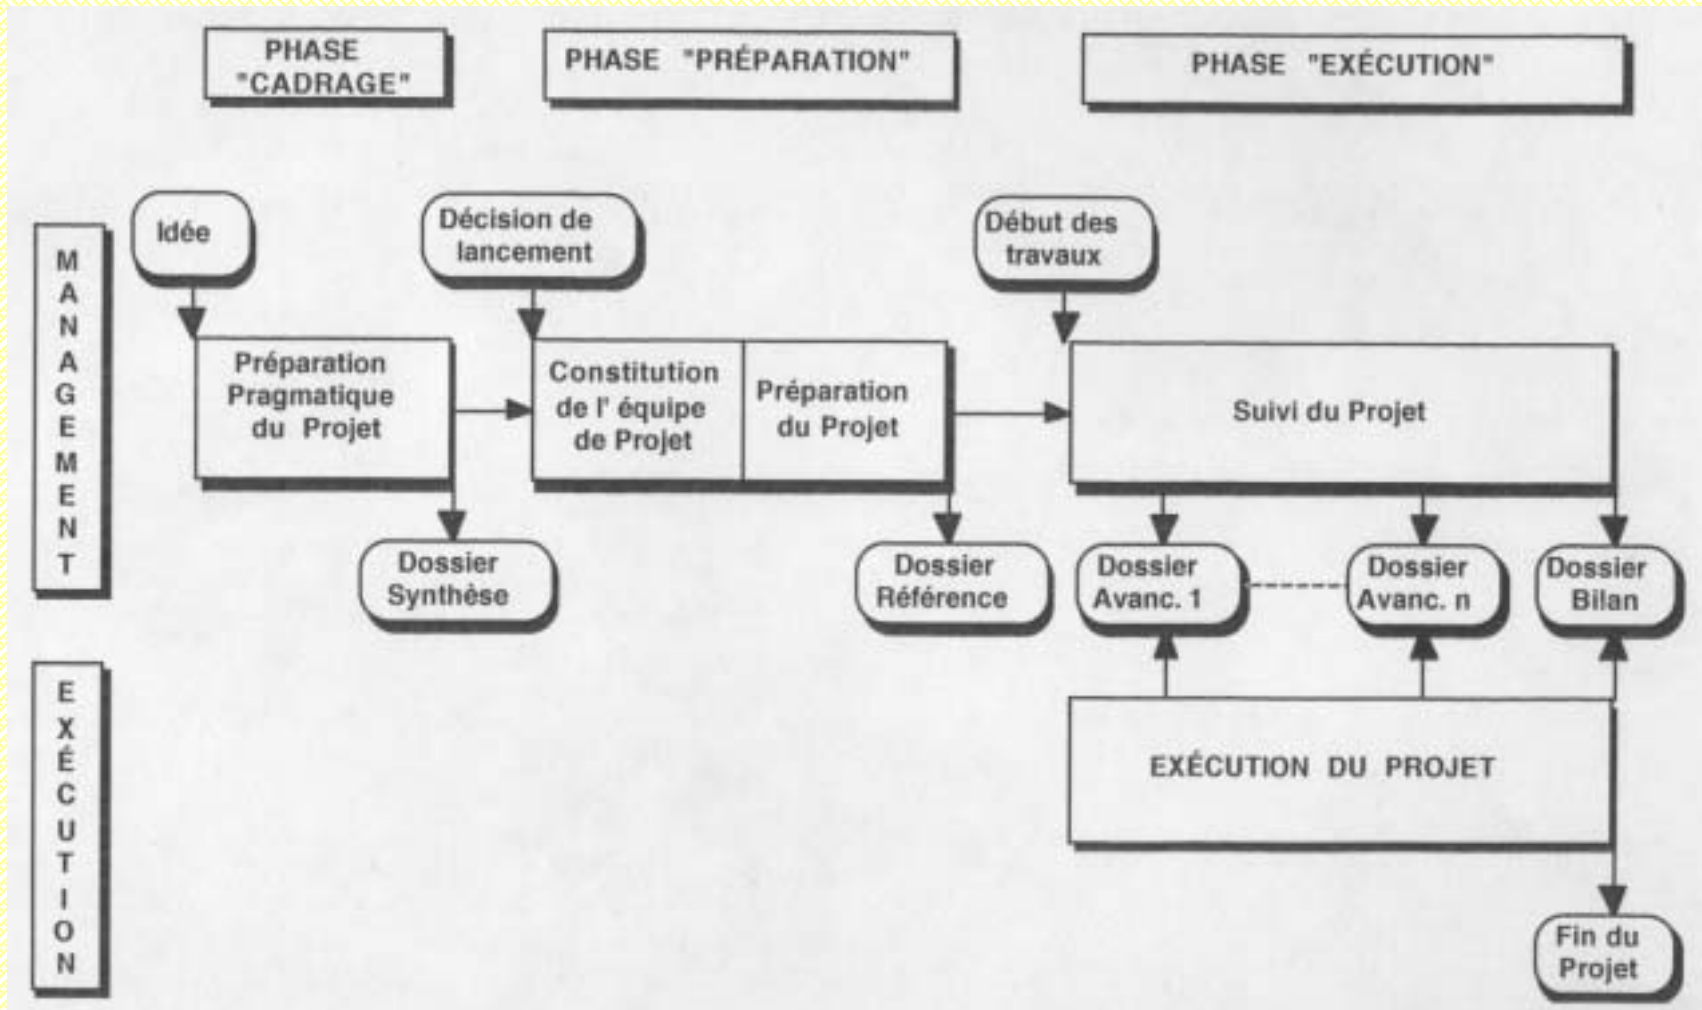 PHASE
"CADRAGE"
PHASE "PRÉPARATION"
PHASE "EXÉCUTION"
MANAGEMENT
Idée
Décision de
lancement
Début des
travaux
Préparation
Pragmatique
du Projet
Constitution
de l' équipe
de Projet
Préparation
du Projet
Suivi du Projet
Dossier
Synthèse
Dossier
Référence
Dossier
Avanc. 1
Dossier
Avanc. n
Dossier
Bilan
EXÉCUTION
EXÉCUTION DU PROJET
Fin du
Projet